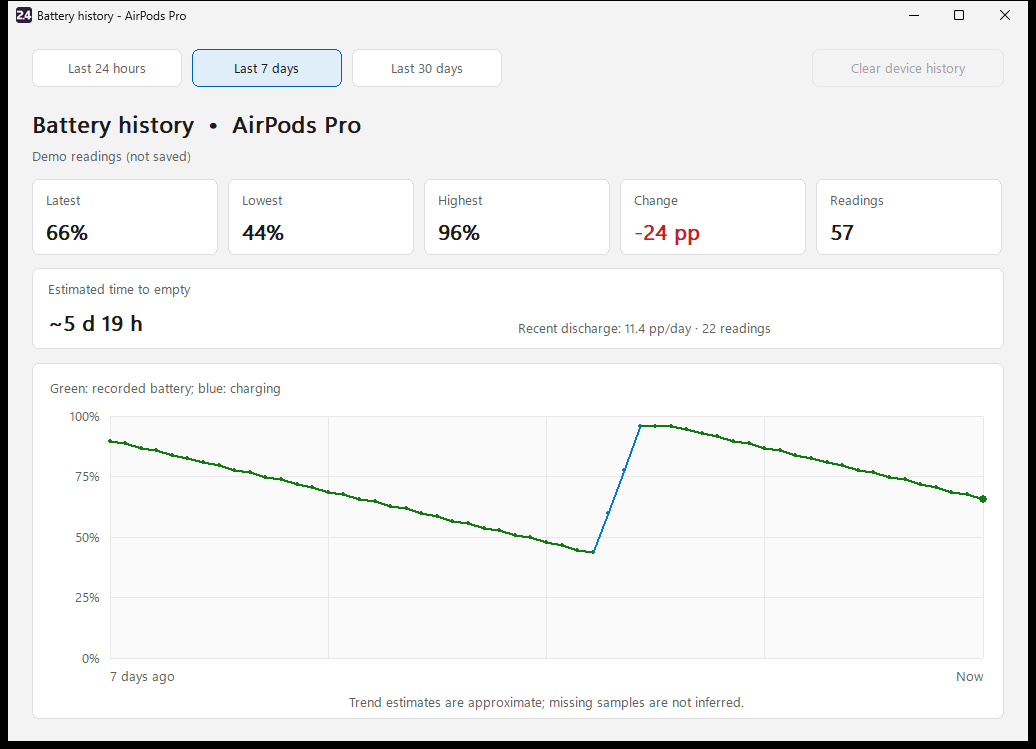 24 Battery history - AirPods Pro
Last 24 hours Last 7 days Last 30 days Clear device history
Battery history • AirPods Pro
Demo readings (not saved)
Latest Lowest Highest Change Readings
66% 44% 96% -24 pp 57
Estimated time to empty
~5 d 19 h
Recent discharge: 11.4 pp/day · 22 readings
Green: recorded battery; blue: charging
100%
75%
50%
25%
0%
7 days ago Now
Trend estimates are approximate; missing samples are not inferred.